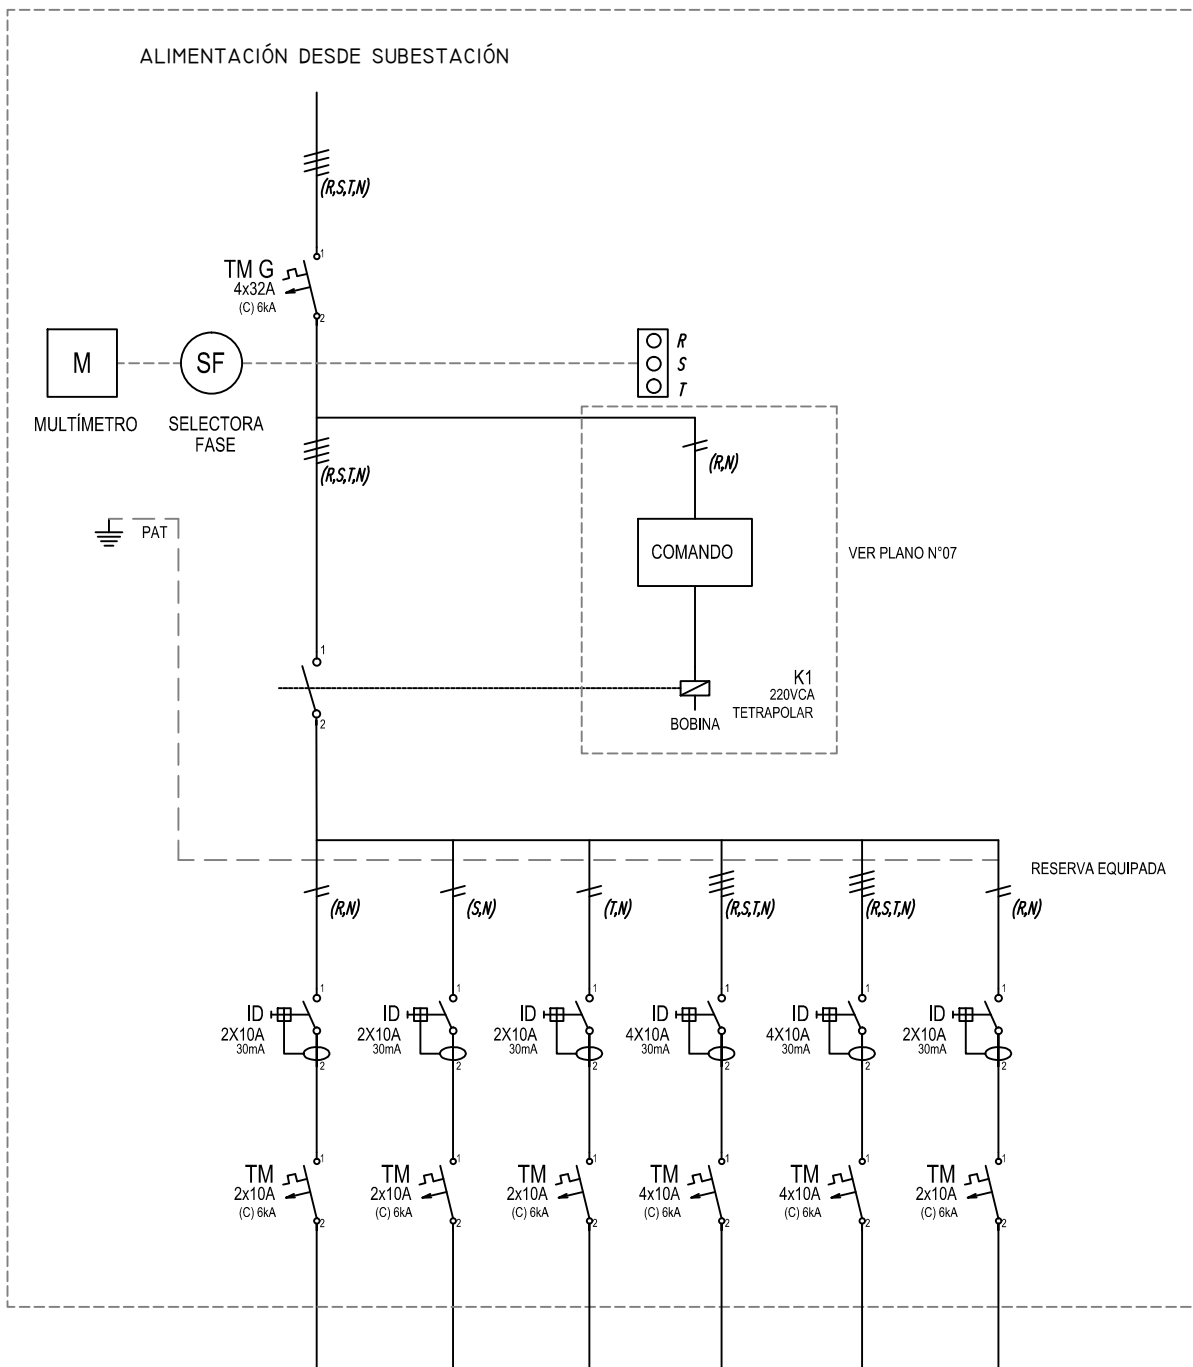 ALIMENTACIÓN DESDE SUBESTACIÓN
(R,S,T,N)
1
TM G
4x32A
(C) 6kA
2
M
SF
R
S
T
MULTÍMETRO
SELECTORA
FASE
(R,S,T,N)
(R,N)
PAT
COMANDO
VER PLANO N°07
1
K1
220VCA
TETRAPOLAR
2
BOBINA
RESERVA EQUIPADA
(R,N)
(S,N)
(T,N)
(R,S,T,N)
(R,S,T,N)
(R,N)
1
1
1
1
1
1
ID
ID
ID
ID
ID
ID
2X10A
2X10A
2X10A
4X10A
4X10A
2X10A
30mA
30mA
30mA
30mA
30mA
30mA
2
2
2
2
2
2
1
1
1
1
1
1
TM
TM
TM
TM
TM
TM
2x10A
2x10A
2x10A
4x10A
4x10A
2x10A
(C) 6kA
(C) 6kA
(C) 6kA
(C) 6kA
(C) 6kA
(C) 6kA
2
2
2
2
2
2